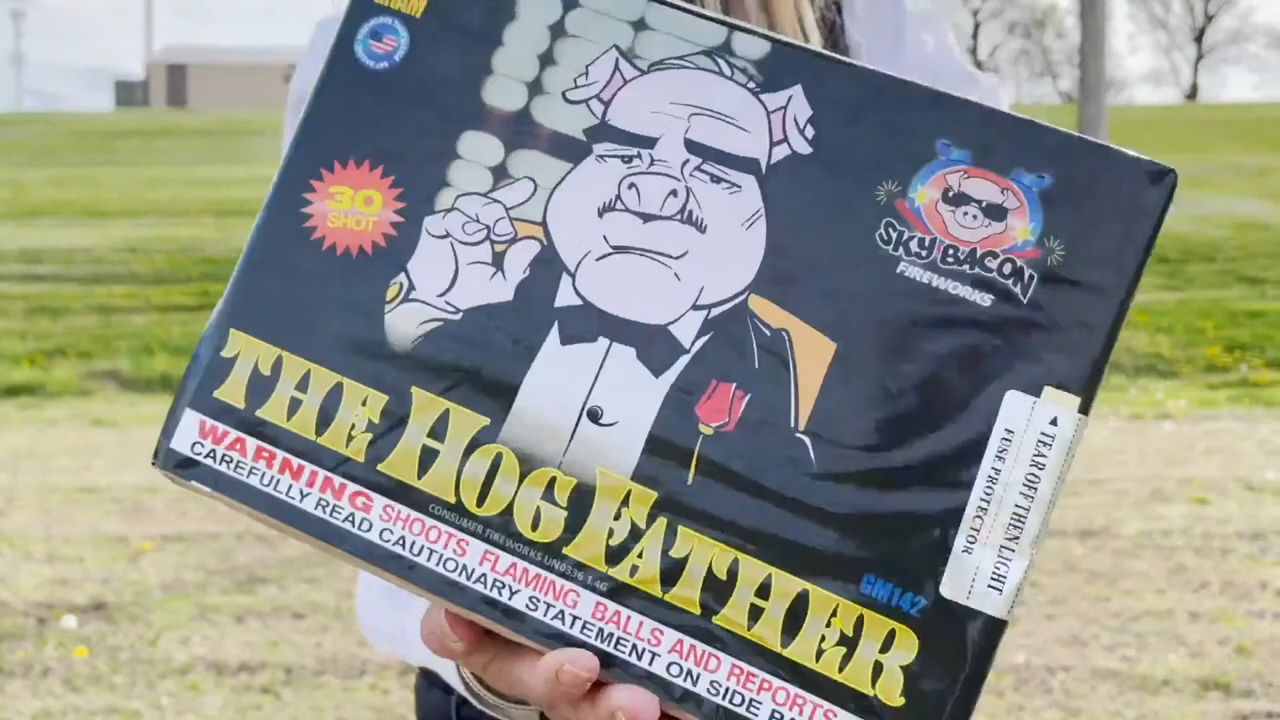 30
SHOT
SKY BACON
FIREWORKS
THE HOG FATHER
CONSUMER FIREWORKS UN0336 1.4G
GM142
WARNING SHOOTS FLAMING BALLS AND REPORTS
CAREFULLY READ CAUTIONARY STATEMENT ON SIDE
TEAR OFF THEN LIGHT
FUSE PROTECTOR